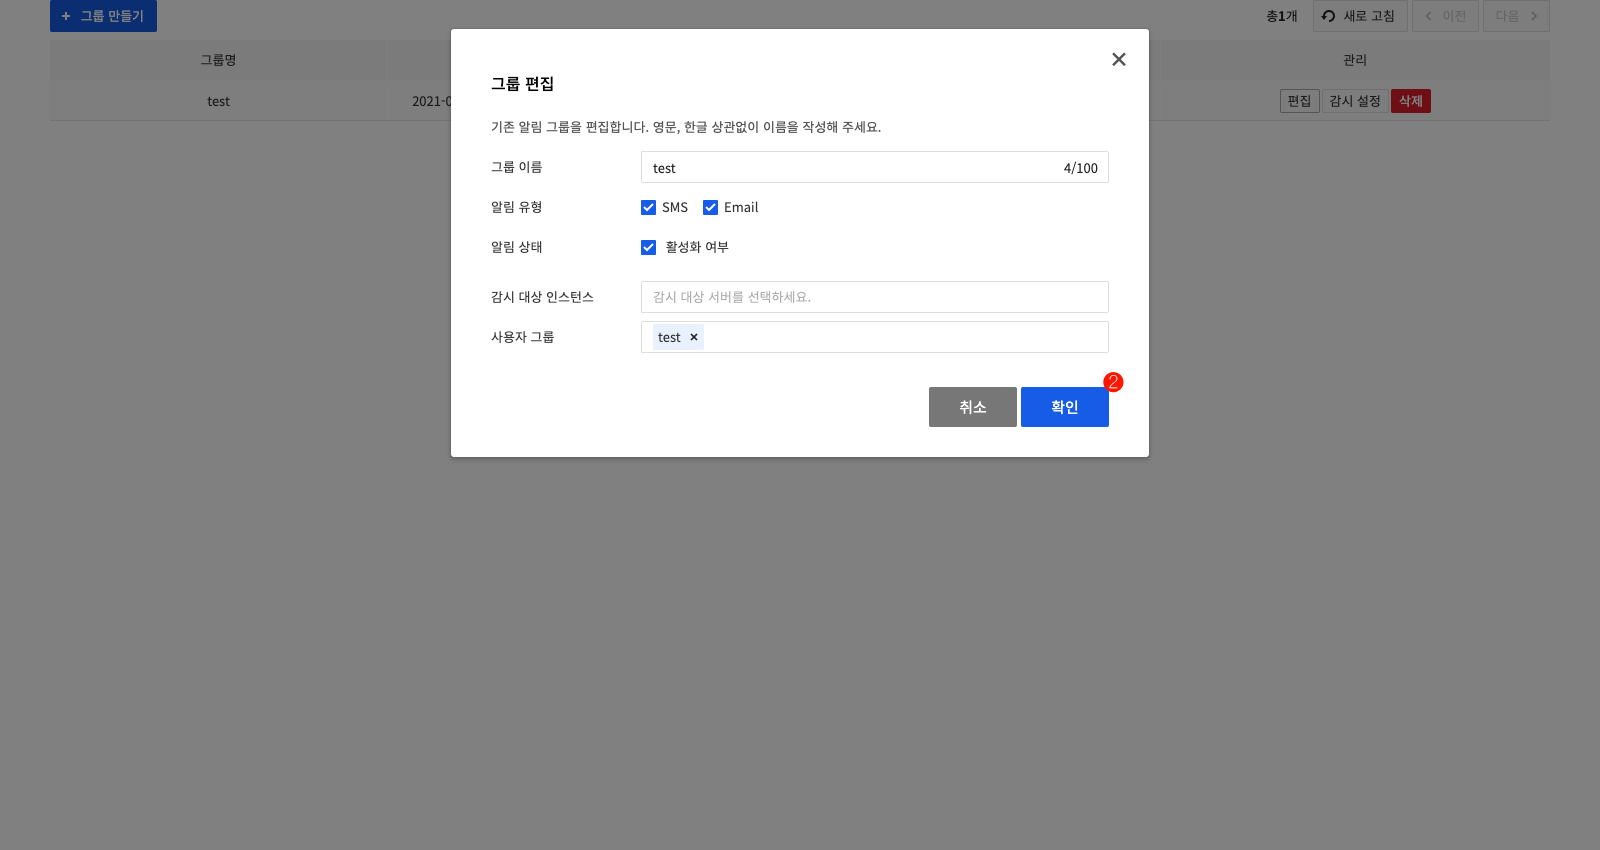 + 그룹 만들기
총1개 새로 고침 이전 다음
그룹명 관리
test 2021-0 편집 감시 설정 삭제
그룹 편집
기존 알림 그룹을 편집합니다. 영문, 한글 상관없이 이름을 작성해 주세요.
그룹 이름 test 4/100
알림 유형 SMS Email
알림 상태 활성화 여부
감시 대상 인스턴스 감시 대상 서버를 선택하세요.
사용자 그룹 test ×
2
취소 확인